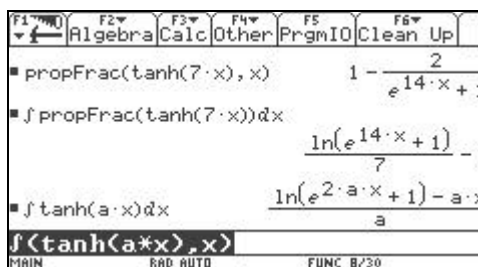 F1 F2 F3 F4 F5 F6
Algebra Calc Other PrgmIO Clean Up
propFrac(tanh(7·x),x) 1 - 2/(e^14·x +
∫propFrac(tanh(7·x))dx
ln(e^14·x + 1)/7 -
∫tanh(a·x)dx (ln(e^2·a·x + 1) - a·)/a
∫(tanh(a*x),x)
MAIN RAD AUTO FUNC 8/30